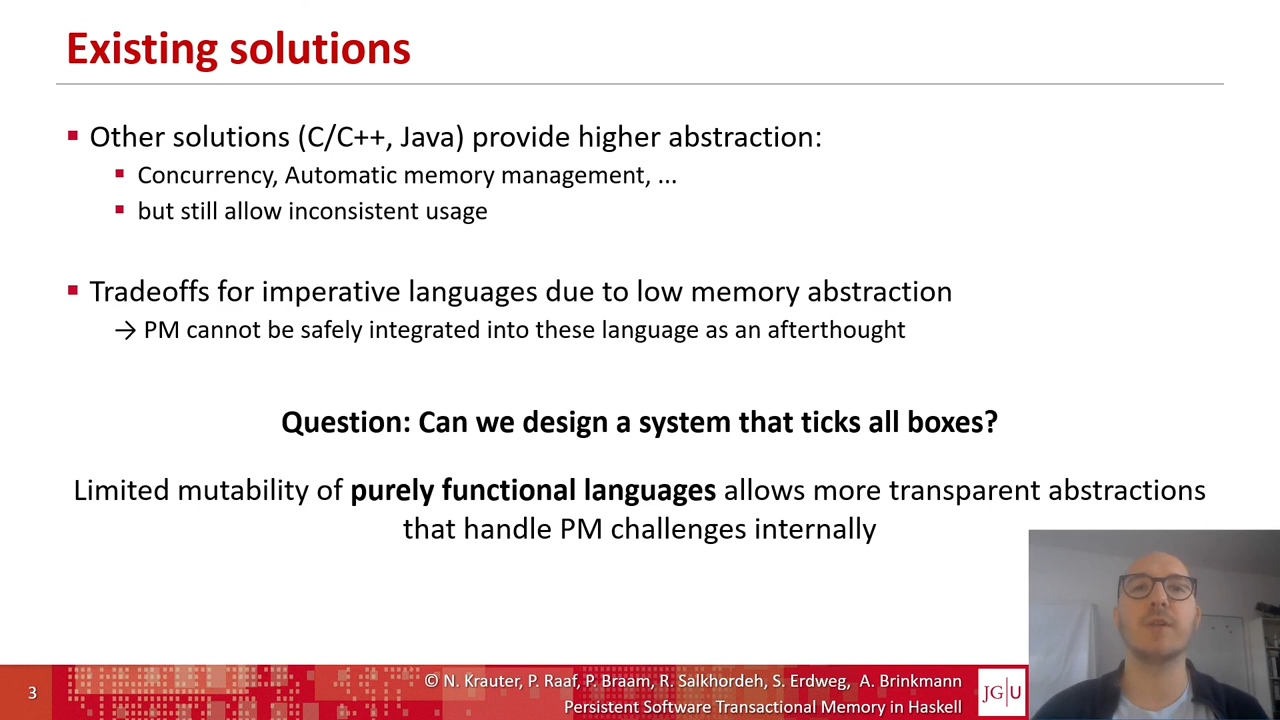 Existing solutions
Other solutions (C/C++, Java) provide higher abstraction:
Concurrency, Automatic memory management, ...
but still allow inconsistent usage
Tradeoffs for imperative languages due to low memory abstraction
→ PM cannot be safely integrated into these language as an afterthought
Question: Can we design a system that ticks all boxes?
Limited mutability of purely functional languages allows more transparent abstractions
that handle PM challenges internally
3
© N. Krauter, P. Raaf, P. Braam, R. Salkhordeh, S. Erdweg, A. Brinkmann
Persistent Software Transactional Memory in Haskell
JG|U